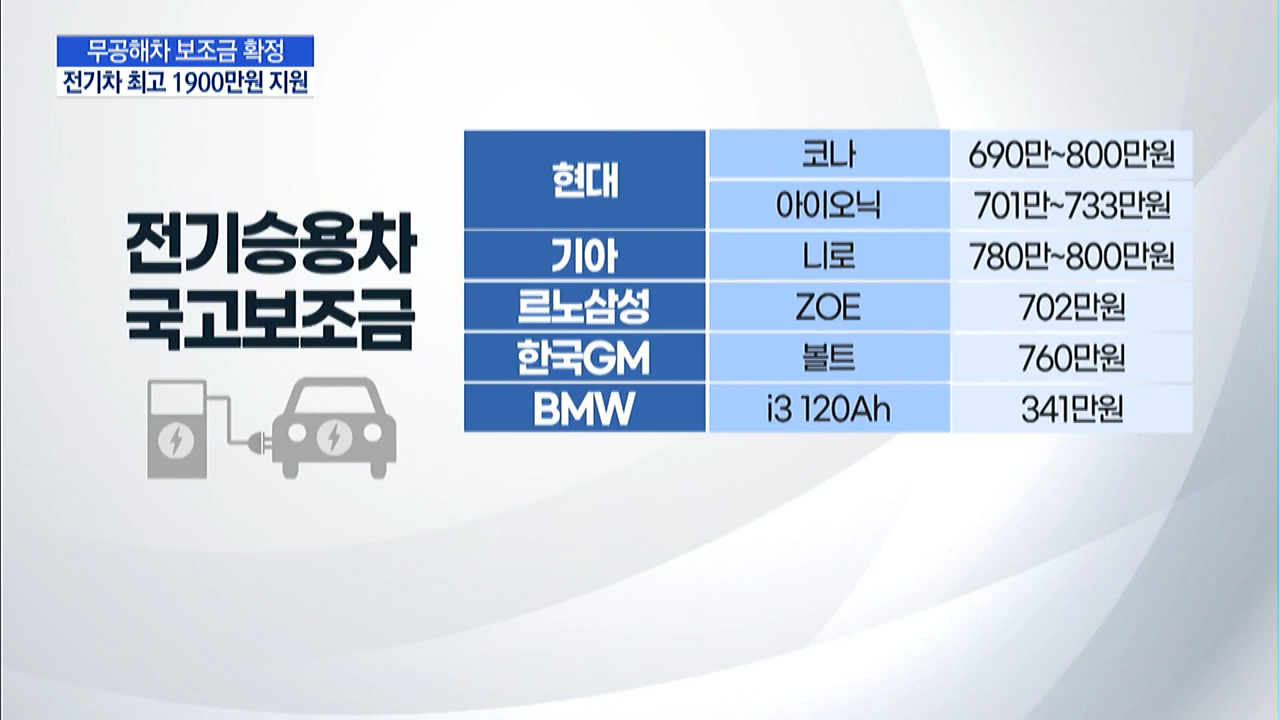 무공해차 보조금 확정
전기차 최고 1900만원 지원
전기승용차
국고보조금
현대 코나 690만~800만원
아이오닉 701만~733만원
기아 니로 780만~800만원
르노삼성 ZOE 702만원
한국GM 볼트 760만원
BMW i3 120Ah 341만원